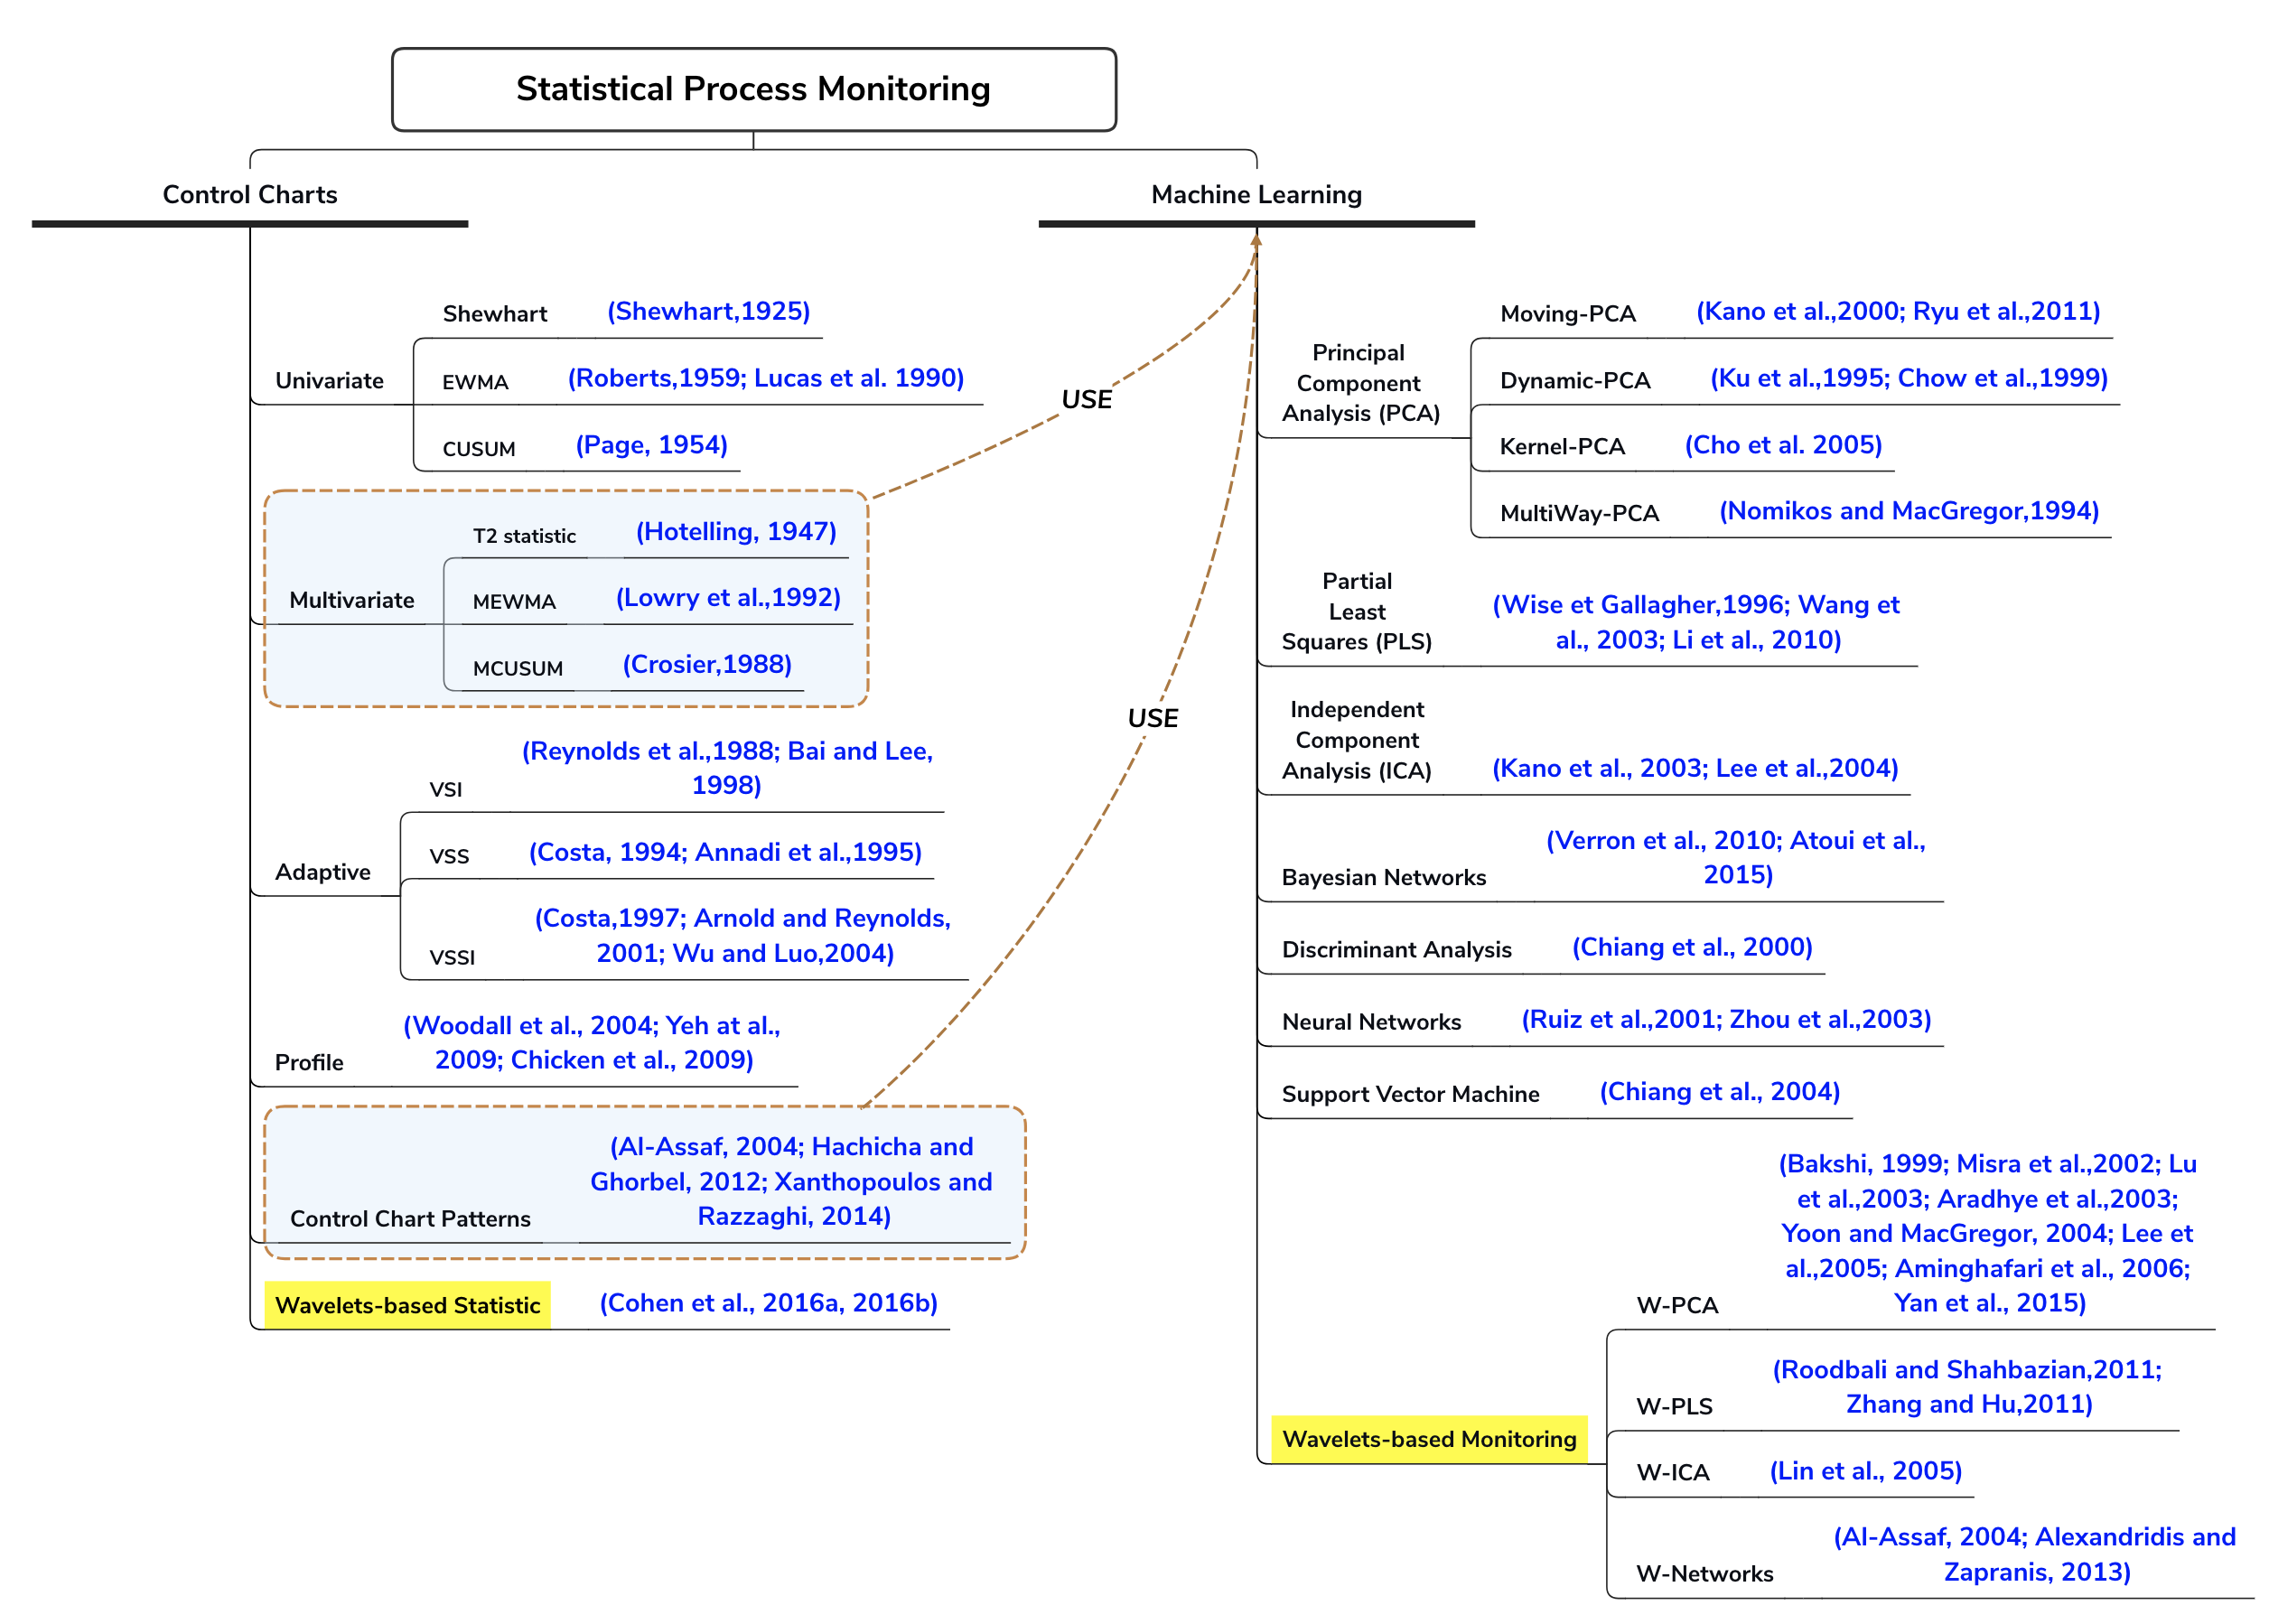 Statistical Process Monitoring
Control Charts
Univariate
Shewhart
(Shewhart,1925)
EWMA
(Roberts,1959; Lucas et al. 1990)
CUSUM
(Page, 1954)
Multivariate
T2 statistic
(Hotelling, 1947)
MEWMA
(Lowry et al.,1992)
MCUSUM
(Crosier,1988)
Adaptive
VSI
(Reynolds et al.,1988; Bai and Lee,
1998)
VSS
(Costa, 1994; Annadi et al.,1995)
VSSI
(Costa,1997; Arnold and Reynolds,
2001; Wu and Luo,2004)
Profile
(Woodall et al., 2004; Yeh at al.,
2009; Chicken et al., 2009)
Control Chart Patterns
(Al-Assaf, 2004; Hachicha and
Ghorbel, 2012; Xanthopoulos and
Razzaghi, 2014)
Wavelets-based Statistic
(Cohen et al., 2016a, 2016b)
USE
USE
Machine Learning
Principal
Component
Analysis (PCA)
Moving-PCA
(Kano et al.,2000; Ryu et al.,2011)
Dynamic-PCA
(Ku et al.,1995; Chow et al.,1999)
Kernel-PCA
(Cho et al. 2005)
MultiWay-PCA
(Nomikos and MacGregor,1994)
Partial
Least
Squares (PLS)
(Wise et Gallagher,1996; Wang et
al., 2003; Li et al., 2010)
Independent
Component
Analysis (ICA)
(Kano et al., 2003; Lee et al.,2004)
Bayesian Networks
(Verron et al., 2010; Atoui et al.,
2015)
Discriminant Analysis
(Chiang et al., 2000)
Neural Networks
(Ruiz et al.,2001; Zhou et al.,2003)
Support Vector Machine
(Chiang et al., 2004)
Wavelets-based Monitoring
W-PCA
(Bakshi, 1999; Misra et al.,2002; Lu
et al.,2003; Aradhye et al.,2003;
Yoon and MacGregor, 2004; Lee et
al.,2005; Aminghafari et al., 2006;
Yan et al., 2015)
W-PLS
(Roodbali and Shahbazian,2011;
Zhang and Hu,2011)
W-ICA
(Lin et al., 2005)
W-Networks
(Al-Assaf, 2004; Alexandridis and
Zapranis, 2013)